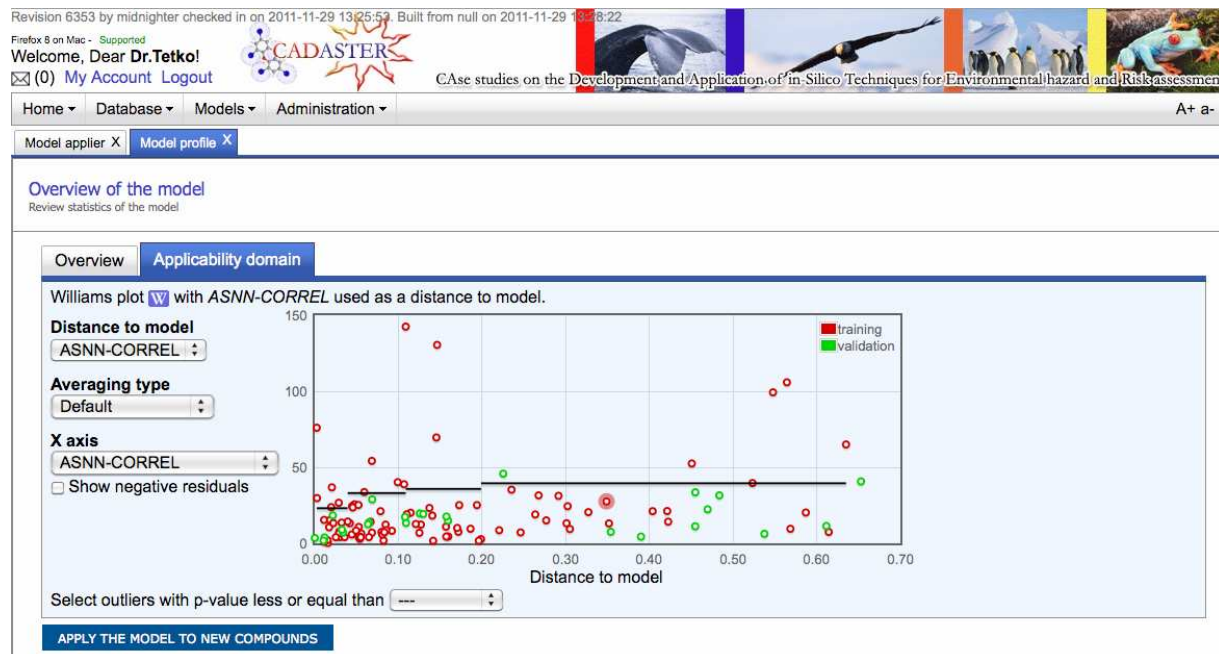 Revision 6353 by midnighter checked in on 2011-11-29 13:25:53. Built from null on 2011-11-29 13:28:22
Firefox 8 on Mac - Supported
Welcome, Dear Dr.Tetko!
(0) My Account Logout
CADASTER
CAse studies on the Development and Application of in-Silico Techniques for Environmental hazard and Risk assessmen
Home Database Models Administration A+ a-
Model applier X Model profile X
Overview of the model
Review statistics of the model
Overview Applicability domain
Williams plot W with ASNN-CORREL used as a distance to model.
Distance to model
ASNN-CORREL
Averaging type
Default
X axis
ASNN-CORREL
Show negative residuals
150
100
50
0
training
validation
0.00 0.10 0.20 0.30 0.40 0.50 0.60 0.70
Distance to model
Select outliers with p-value less or equal than ---
APPLY THE MODEL TO NEW COMPOUNDS